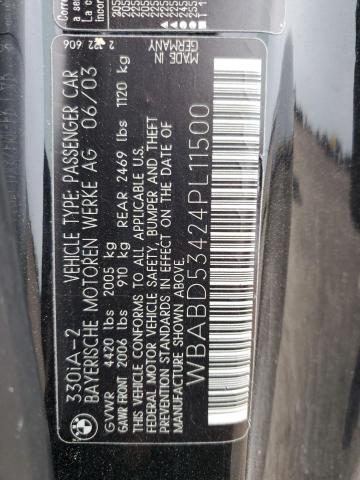 330iA-2 VEHICLE TYPE: PASSENGER CAR MADE IN
BAYERISCHE MOTOREN WERKE AG 06/03 GERMANY
GVWR 4420 lbs 2005 kg
GAWR FRONT 2006 lbs 910 kg REAR 2469 lbs 1120 kg
THIS VEHICLE CONFORMS TO ALL APPLICABLE U.S.
FEDERAL MOTOR VEHICLE SAFETY, BUMPER AND THEFT
PREVENTION STANDARDS IN EFFECT ON THE DATE OF
MANUFACTURE SHOWN ABOVE.
WBABD53424PL11500